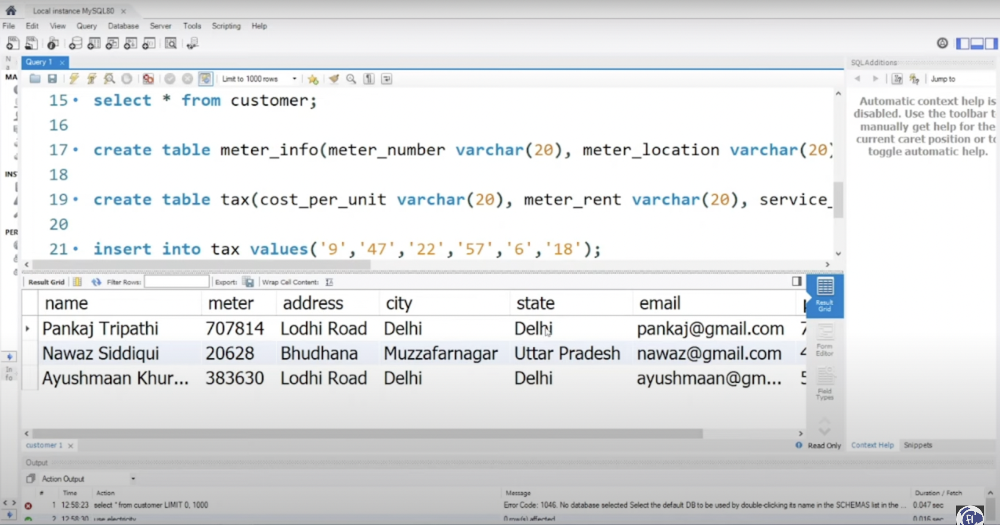 Local instance MySQL80
File Edit View Query Database Server Tools Scripting Help
Query 1
SQLAdditions
Limit to 1000 rows
Jump to
MA
INS
PER
In
fo
15 select * from customer;
16
17 create table meter_info(meter_number varchar(20), meter_location varchar(20)
18
19 create table tax(cost_per_unit varchar(20), meter_rent varchar(20), service_
20
21 insert into tax values('9','47','22','57','6','18');
Automatic context help is
disabled. Use the toolbar t
manually get help for the
current caret position or to
toggle automatic help.
Result Grid Filter Rows: Export: Wrap Cell Content:
name meter address city state email
Pankaj Tripathi 707814 Lodhi Road Delhi Delhi pankaj@gmail.com 7
Nawaz Siddiqui 20628 Bhudhana Muzzafarnagar Uttar Pradesh nawaz@gmail.com 4
Ayushmaan Khur... 383630 Lodhi Road Delhi Delhi ayushmaan@gm... 5
Result
Grid
Form
Editor
Field
Types
customer 1
Read Only
Context Help Snippets
Output
Action Output
# Time Action Message Duration / Fetch
1 12:58:23 select * from customer LIMIT 0, 1000 Error Code: 1046. No database selected Select the default DB to be used by double-clicking its name in the SCHEMAS list in the ... 0.047 sec
2 12:58:30 use electricity 0 row(s) affected 0.016 sec